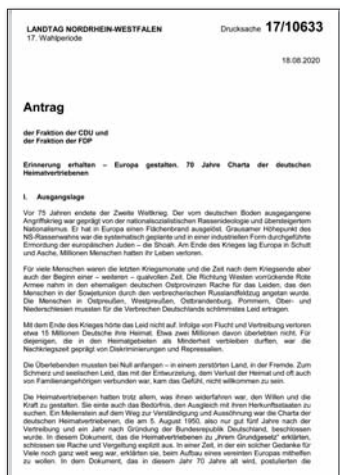 LANDTAG NORDRHEIN-WESTFALEN
17. Wahlperiode
Drucksache 17/10633
18.08.2020
Antrag
der Fraktion der CDU und
der Fraktion der FDP
Erinnerung erhalten – Europa gestalten. 70 Jahre Charta der deutschen
Heimatvertriebenen
I. Ausgangslage
Vor 75 Jahren endete der Zweite Weltkrieg. Der vom deutschen Boden ausgegangene
Angriffskrieg war geprägt von der nationalsozialistischen Rassenideologie und übersteigertem
Nationalismus. Er hat in Europa einen Flächenbrand ausgelöst. Grausamer Höhepunkt des
NS-Rassenwahns war die systematisch geplante und in einer industriellen Form durchgeführte
Ermordung der europäischen Juden – die Shoah. Am Ende des Krieges lag Europa in Schutt
und Asche, Millionen Menschen hatten ihr Leben verloren.
Für viele Menschen waren die letzten Kriegsmonate und die Zeit nach dem Kriegsende aber
auch der Beginn einer – weiteren – qualvollen Zeit. Die Richtung Westen vorrückende Rote
Armee nahm in den ehemaligen deutschen Ostprovinzen Rache für das Leiden, das den
Menschen in der Sowjetunion durch den verbrecherischen Russlandfeldzug angetan wurde.
Die Menschen in Ostpreußen, Westpreußen, Ostbrandenburg, Pommern, Ober- und
Niederschlesien mussten für die Verbrechen Deutschlands schlimmstes Leid ertragen.
Mit dem Ende des Krieges hörte das Leid nicht auf. Infolge von Flucht und Vertreibung verloren
etwa 15 Millionen Deutsche ihre Heimat. Etwa zwei Millionen davon überlebten nicht. Für
diejenigen, die in den Heimatgebieten als Minderheit verbleiben durften, war die
Nachkriegszeit geprägt von Diskriminierungen und Repressalien.
Die Überlebenden mussten bei Null anfangen – in einem zerstörten Land, in der Fremde. Zum
Schmerz und seelischen Leid, das mit der Entwurzelung, dem Verlust der Heimat und oft auch
von Familienangehörigen verbunden war, kam das Gefühl, nicht willkommen zu sein.
Die Heimatvertriebenen hatten trotz allem, was ihnen widerfahren war, den Willen und die
Kraft zu gestalten. Sie einte auch das Bedürfnis, den Ausgleich mit ihren Herkunftsstaaten zu
suchen. Ein Meilenstein auf dem Weg zur Verständigung und Aussöhnung war die Charta der
deutschen Heimatvertriebenen, die am 5. August 1950, also nur gut fünf Jahre nach der
Vertreibung und ein Jahr nach Gründung der Bundesrepublik Deutschland, beschlossen
wurde. In diesem Dokument, das die Heimatvertriebenen zu „ihrem Grundgesetz“ erklärten,
schlossen sie Rache und Vergeltung explizit aus. In einer Zeit, in der ein solcher Gedanke für
Viele noch ganz weit weg war, erklärten sie, beim Aufbau eines vereinten Europas mithelfen
zu wollen. In dem Dokument, das in diesem Jahr 70 Jahre alt wird, postulierten die